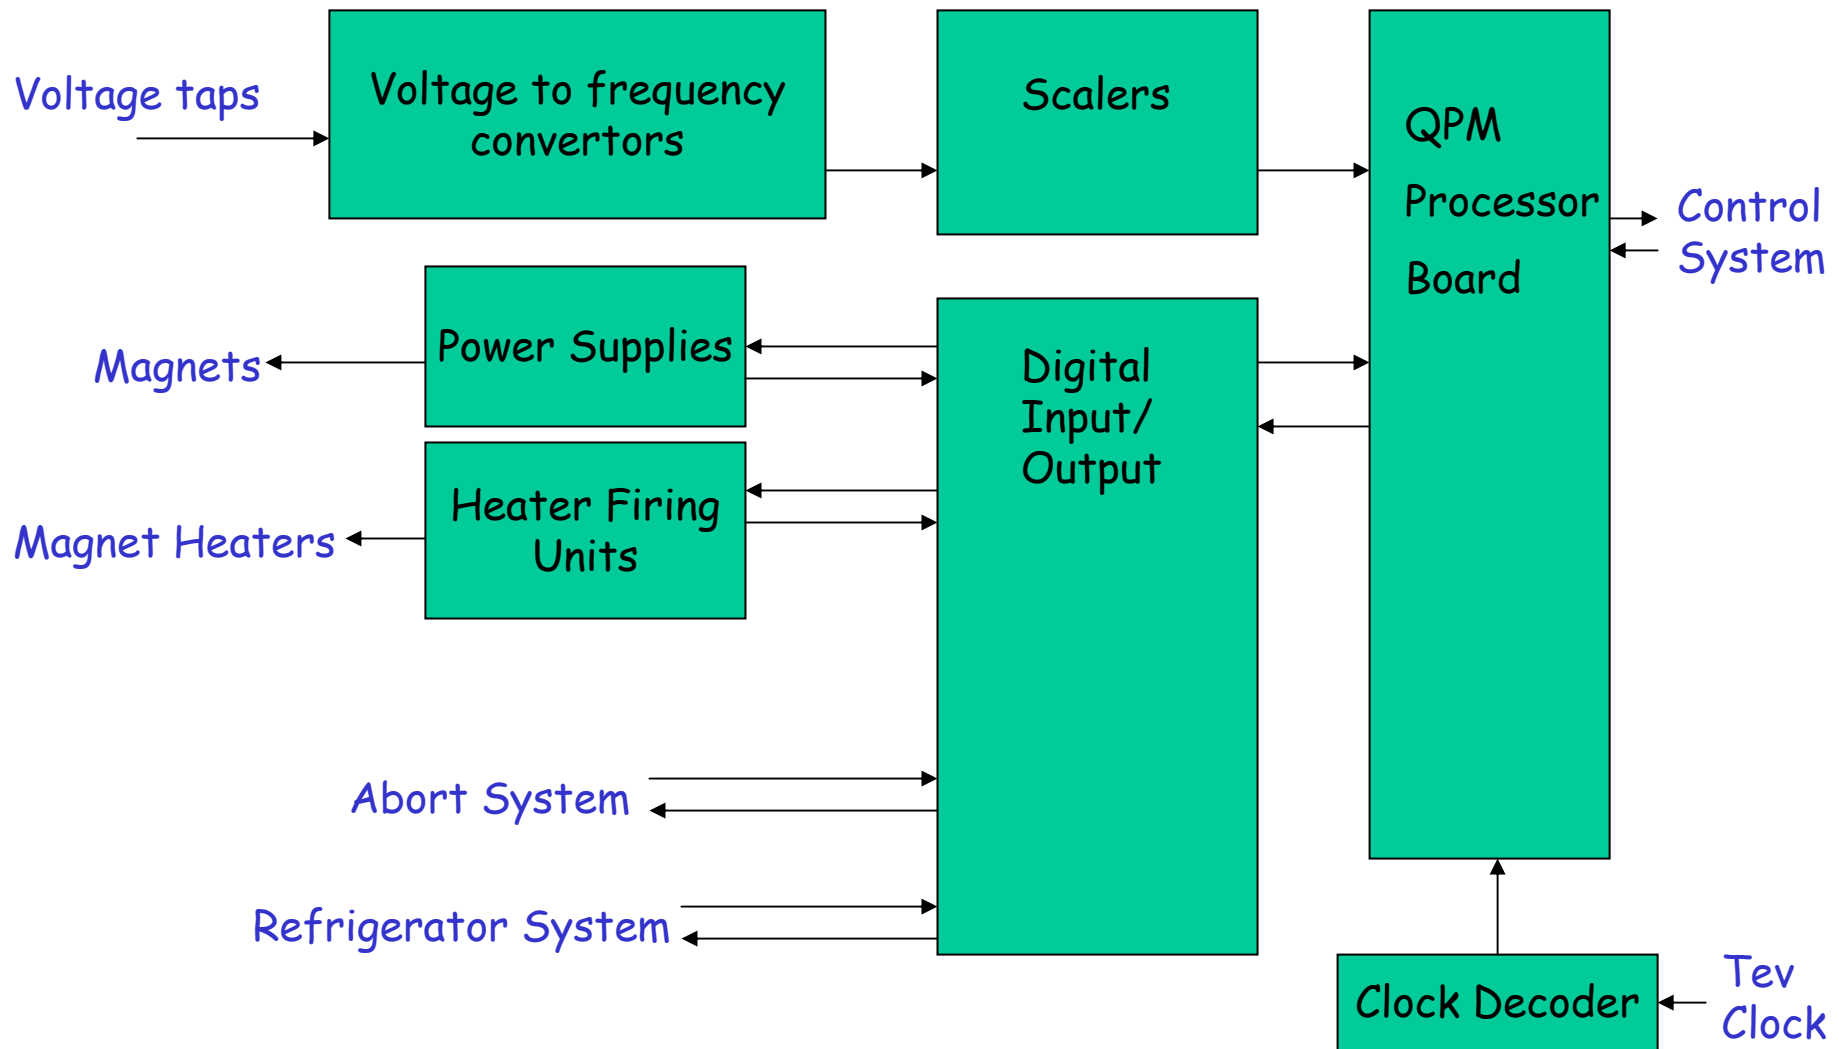 Voltage taps
Voltage to frequency
convertors
Scalers
QPM
Processor
Board
Control
System
Magnets
Power Supplies
Digital
Input/
Output
Magnet Heaters
Heater Firing
Units
Abort System
Refrigerator System
Clock Decoder
Tev
Clock